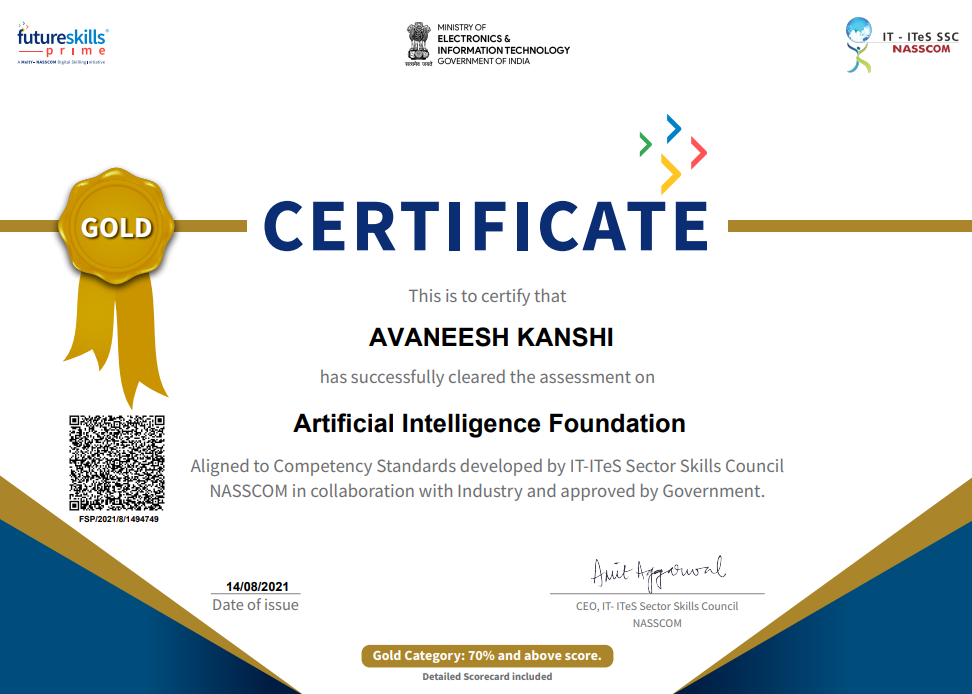 futureskills
prime
A MeitY- NASSCOM Digital Skilling Initiative
MINISTRY OF
ELECTRONICS &
INFORMATION TECHNOLOGY
GOVERNMENT OF INDIA
सत्यमेव जयते
IT - ITeS SSC
NASSCOM
GOLD
CERTIFICATE
This is to certify that
AVANEESH KANSHI
has successfully cleared the assessment on
Artificial Intelligence Foundation
Aligned to Competency Standards developed by IT-ITeS Sector Skills Council
NASSCOM in collaboration with Industry and approved by Government.
FSP/2021/8/1494749
14/08/2021
Date of issue
Amit Aggarwal
CEO, IT- ITeS Sector Skills Council
NASSCOM
Gold Category: 70% and above score.
Detailed Scorecard included